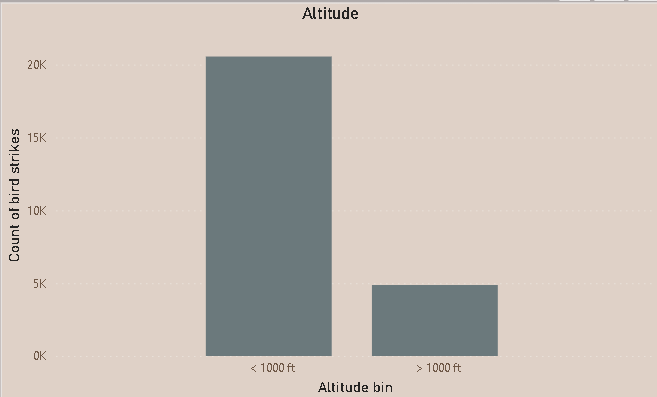 Altitude
Count of bird strikes
20K
15K
10K
5K
0K
< 1000 ft
> 1000 ft
Altitude bin